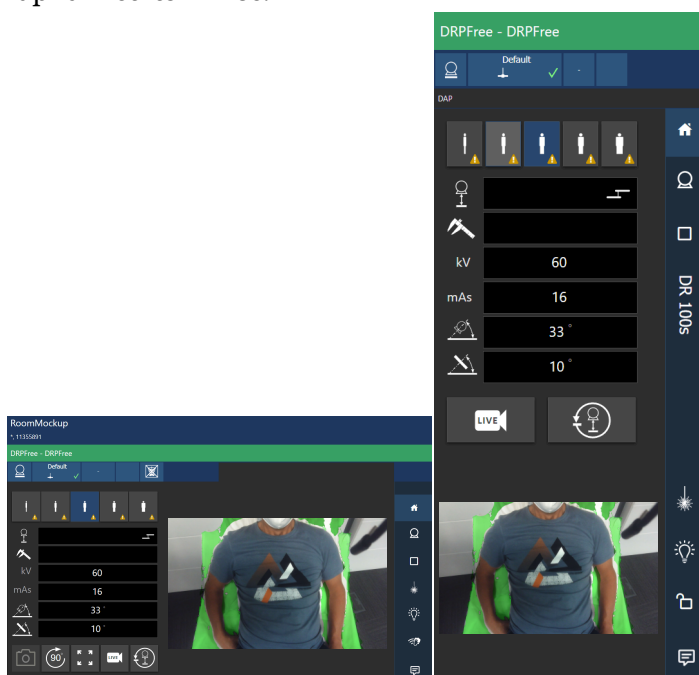 DRPFree - DRPFree
Default
DAP
kV 60
mAs 16
33 °
10 °
LIVE
DR 100s
RoomMockup
*, 11355891
DRPFree - DRPFree
Default
kV 60
mAs 16
33 °
10 °
90°
LIVE